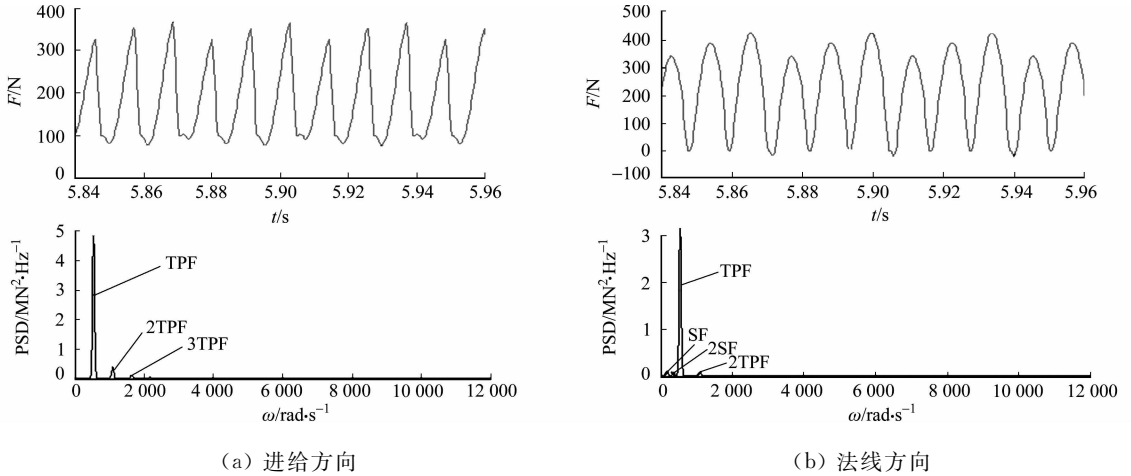 400
300
200
100
0
F/N
5.84
5.86
5.88
5.90
5.92
5.94
5.96
t/s
5
4
3
2
1
0
PSD/MN²·Hz⁻¹
TPF
2TPF
3TPF
0
2 000
4 000
6 000
8 000
10 000
12 000
ω/rad·s⁻¹
(a) 进给方向
500
400
300
200
100
0
−100
F/N
5.84
5.86
5.88
5.90
5.92
5.94
5.96
t/s
3
2
1
0
PSD/MN²·Hz⁻¹
TPF
SF
2SF
2TPF
0
2 000
4 000
6 000
8 000
10 000
12 000
ω/rad·s⁻¹
(b) 法线方向